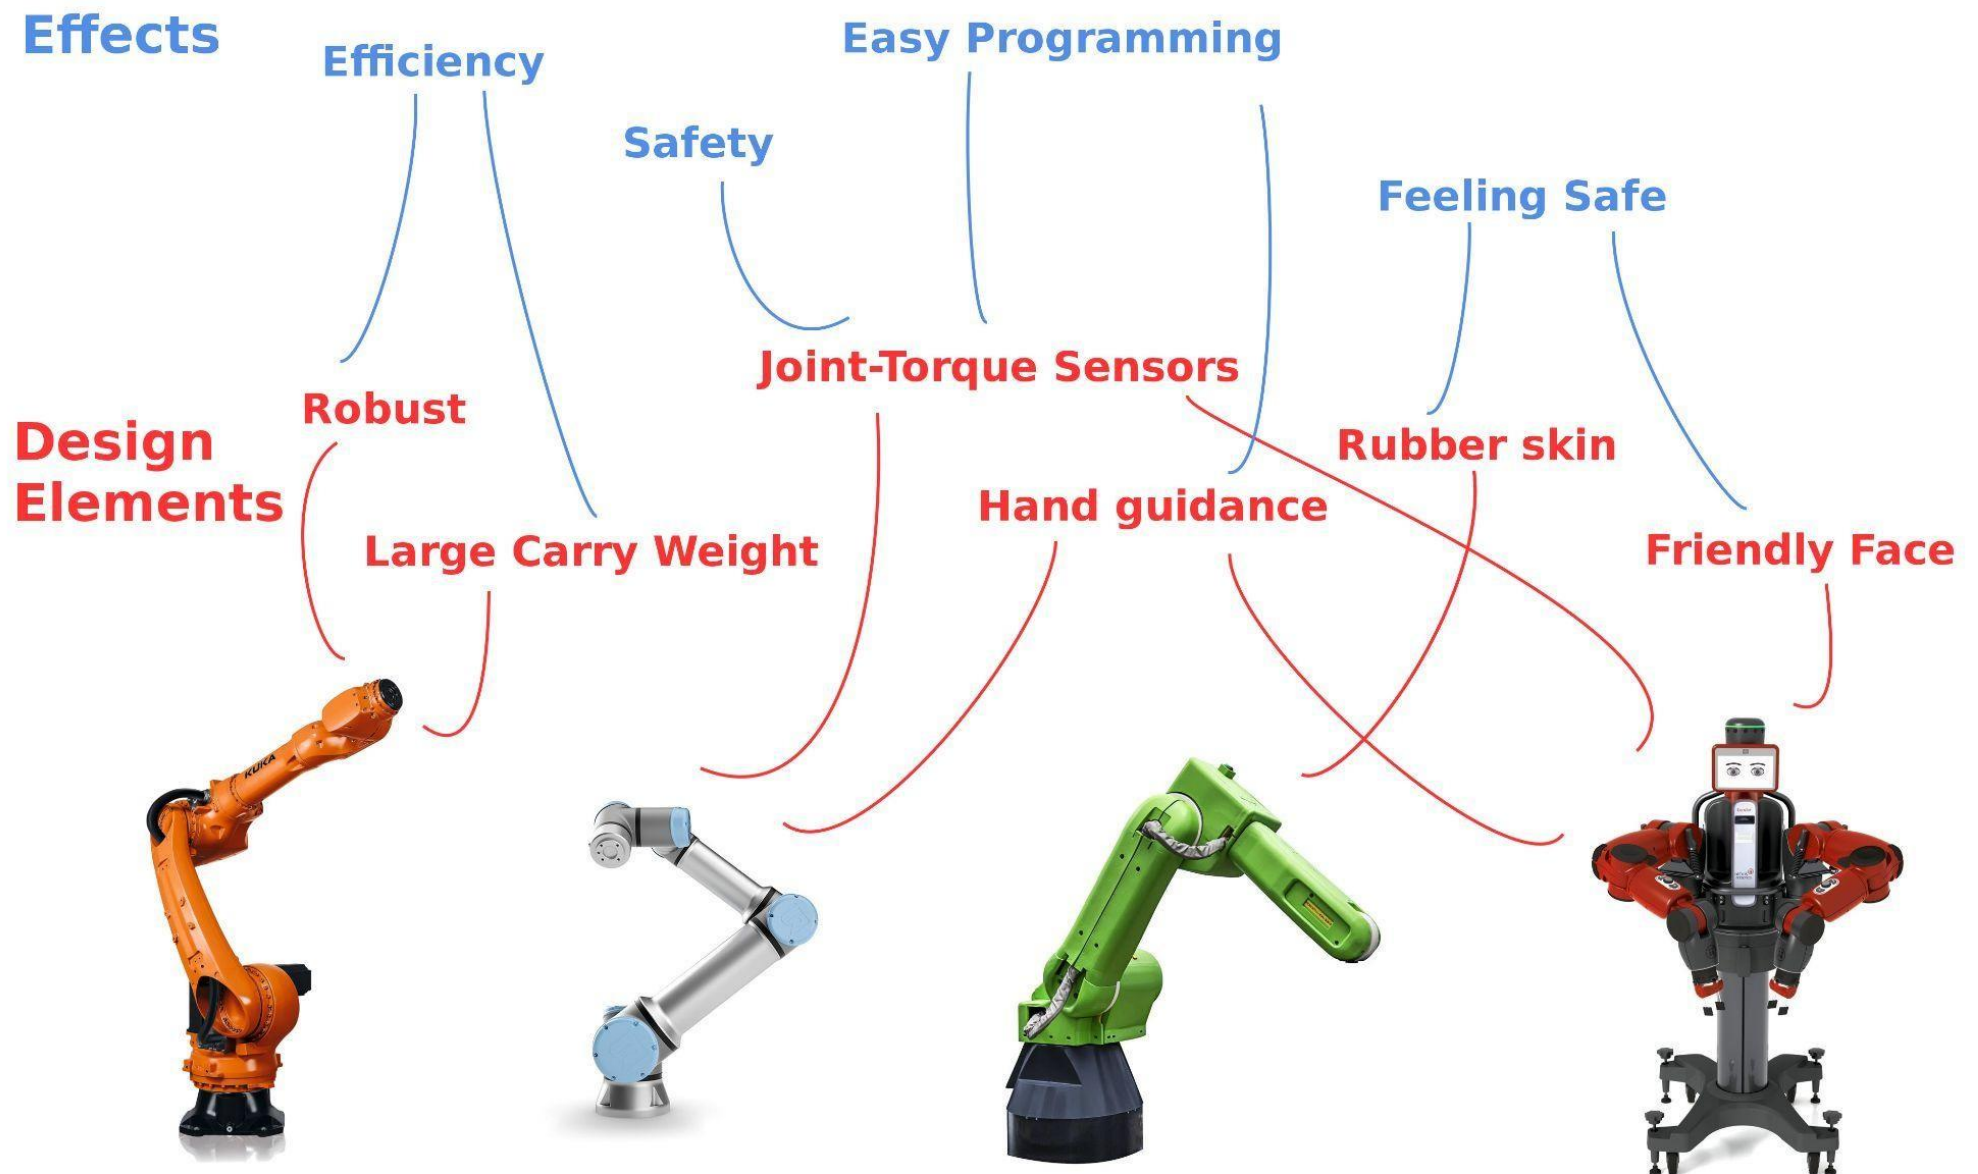 Effects
Efficiency
Easy Programming
Safety
Feeling Safe
Joint-Torque Sensors
Robust
Design
Elements
Rubber skin
Hand guidance
Large Carry Weight
Friendly Face
KUKA